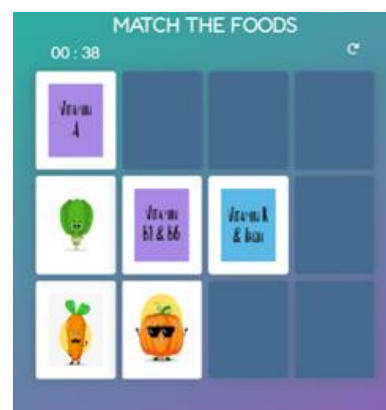 MATCH THE FOODS
00 : 38
Vitamin
A
Vitamin
b1 & b6
Vitamin K
& Iron